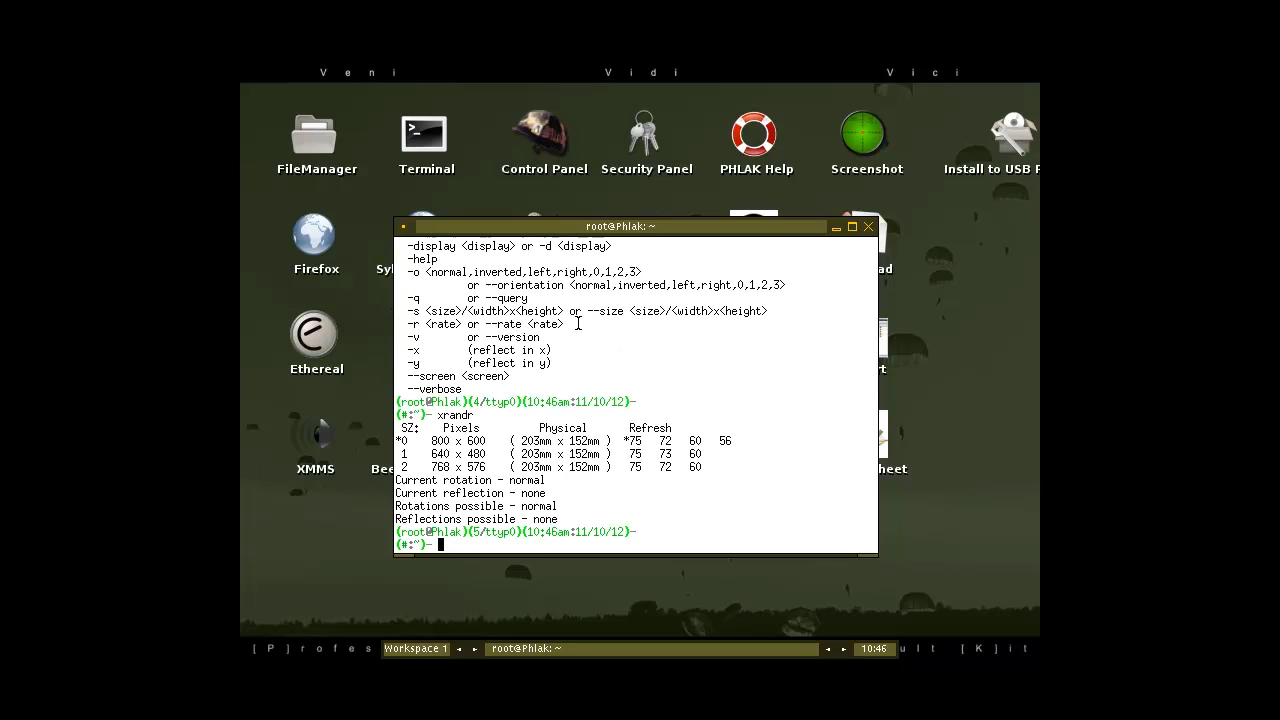 V e n i
V i d i
V i c i
FileManager
Terminal
Control Panel
Security Panel
PHLAK Help
Screenshot
Install to USB P
Firefox
Syl
ad
Ethereal
rt
XMMS
Bee
heet
root@Phlak: ~
-display <display> or -d <display>
-help
-o <normal,inverted,left,right,0,1,2,3>
or --orientation <normal,inverted,left,right,0,1,2,3>
-q or --query
-s <size>/<width>x<height> or --size <size>/<width>x<height>
-r <rate> or --rate <rate>
-v or --version
-x (reflect in x)
-y (reflect in y)
--screen <screen>
--verbose
(root@Phlak)(4/ttyp0)(10:46am:11/10/12)-
(#:~)- xrandr
SZ: Pixels Physical Refresh
*0 800 x 600 ( 203mm x 152mm ) *75 72 60 56
1 640 x 480 ( 203mm x 152mm ) 75 73 60
2 768 x 576 ( 203mm x 152mm ) 75 72 60
Current rotation - normal
Current reflection - none
Rotations possible - normal
Reflections possible - none
(root@Phlak)(5/ttyp0)(10:46am:11/10/12)-
(#:~)-
[ P ] r o f e s
Workspace 1
root@Phlak: ~
10:46
u l t [ K ] i t